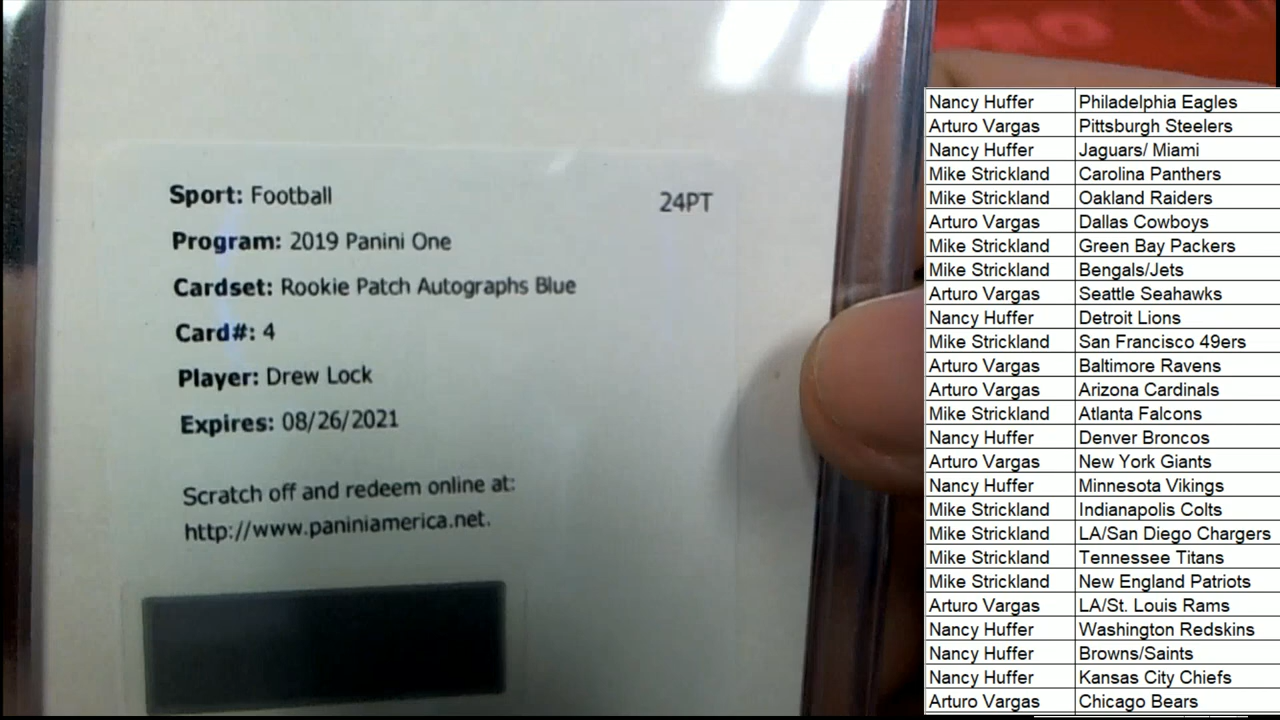 Sport: Football
24PT
Program: 2019 Panini One
Cardset: Rookie Patch Autographs Blue
Card#: 4
Player: Drew Lock
Expires: 08/26/2021
Scratch off and redeem online at:
http://www.paniniamerica.net.
Nancy Huffer Philadelphia Eagles
Arturo Vargas Pittsburgh Steelers
Nancy Huffer Jaguars/ Miami
Mike Strickland Carolina Panthers
Mike Strickland Oakland Raiders
Arturo Vargas Dallas Cowboys
Mike Strickland Green Bay Packers
Mike Strickland Bengals/Jets
Arturo Vargas Seattle Seahawks
Nancy Huffer Detroit Lions
Mike Strickland San Francisco 49ers
Arturo Vargas Baltimore Ravens
Arturo Vargas Arizona Cardinals
Mike Strickland Atlanta Falcons
Nancy Huffer Denver Broncos
Arturo Vargas New York Giants
Nancy Huffer Minnesota Vikings
Mike Strickland Indianapolis Colts
Mike Strickland LA/San Diego Chargers
Mike Strickland Tennessee Titans
Mike Strickland New England Patriots
Arturo Vargas LA/St. Louis Rams
Nancy Huffer Washington Redskins
Nancy Huffer Browns/Saints
Nancy Huffer Kansas City Chiefs
Arturo Vargas Chicago Bears